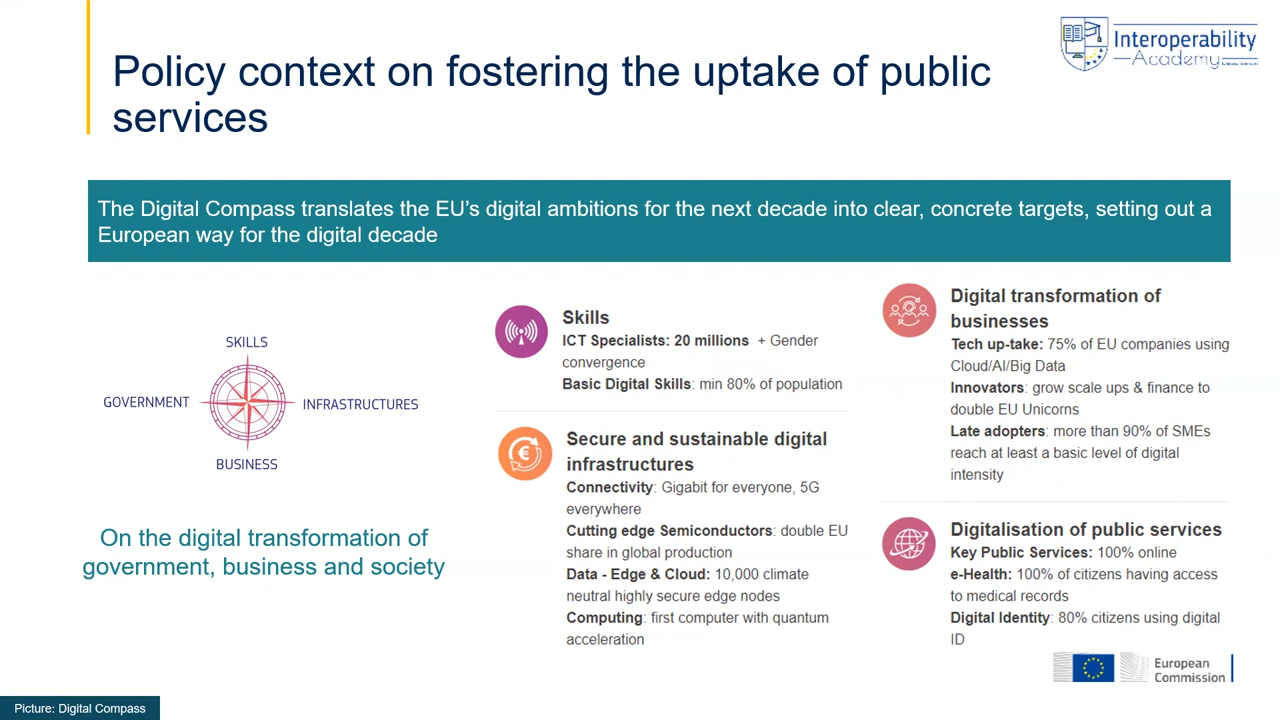 Policy context on fostering the uptake of public
services
Interoperability
Academy
The Digital Compass translates the EU’s digital ambitions for the next decade into clear, concrete targets, setting out a
European way for the digital decade
SKILLS
GOVERNMENT
INFRASTRUCTURES
BUSINESS
On the digital transformation of
government, business and society
Skills
ICT Specialists: 20 millions + Gender
convergence
Basic Digital Skills: min 80% of population
Secure and sustainable digital
infrastructures
Connectivity: Gigabit for everyone, 5G
everywhere
Cutting edge Semiconductors: double EU
share in global production
Data - Edge & Cloud: 10,000 climate
neutral highly secure edge nodes
Computing: first computer with quantum
acceleration
Digital transformation of
businesses
Tech up-take: 75% of EU companies using
Cloud/AI/Big Data
Innovators: grow scale ups & finance to
double EU Unicorns
Late adopters: more than 90% of SMEs
reach at least a basic level of digital
intensity
Digitalisation of public services
Key Public Services: 100% online
e-Health: 100% of citizens having access
to medical records
Digital Identity: 80% citizens using digital
ID
European
Commission
Picture: Digital Compass